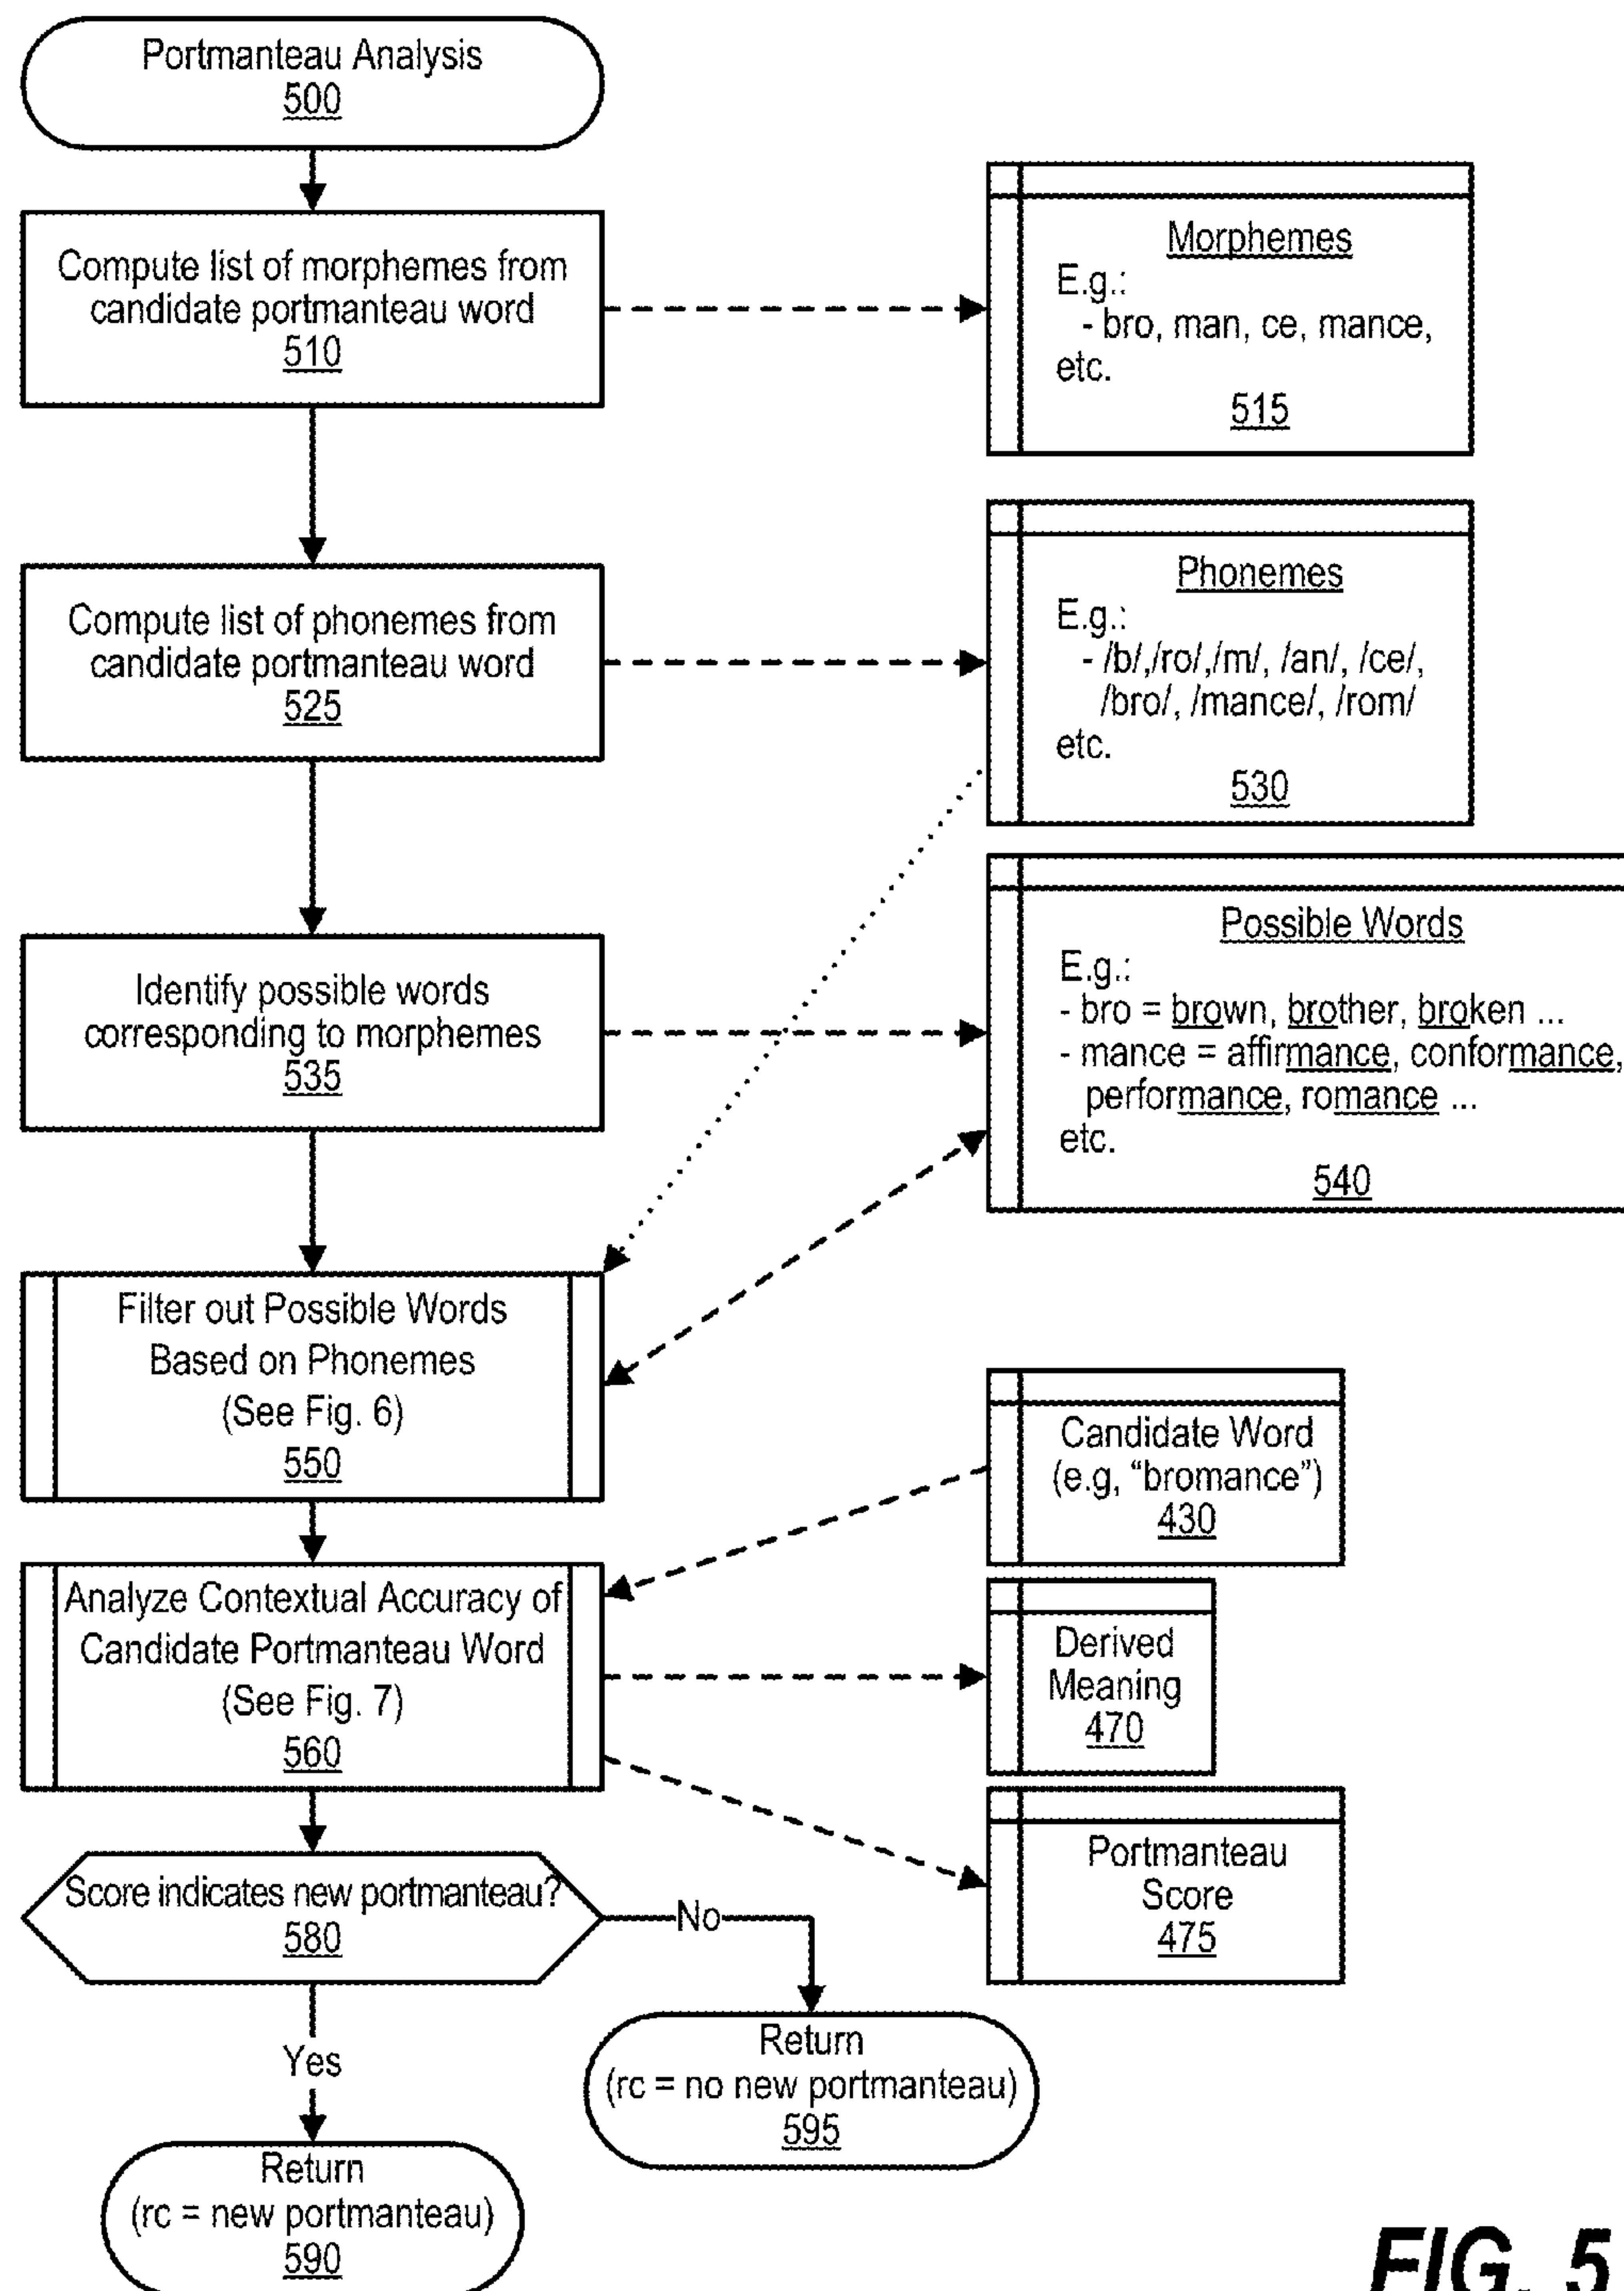 Portmanteau Analysis
500
Compute list of morphemes from
candidate portmanteau word
510
Morphemes
E.g.:
- bro, man, ce, mance,
etc.
515
Compute list of phonemes from
candidate portmanteau word
525
Phonemes
E.g.:
- /b/,/ro/,/m/, /an/, /ce/,
/bro/, /mance/, /rom/
etc.
530
Identify possible words
corresponding to morphemes
535
Possible Words
E.g.:
- bro = brown, brother, broken ...
- mance = affirmance, conformance,
performance, romance ...
etc.
540
Filter out Possible Words
Based on Phonemes
(See Fig. 6)
550
Candidate Word
(e.g, “bromance”)
430
Analyze Contextual Accuracy of
Candidate Portmanteau Word
(See Fig. 7)
560
Derived
Meaning
470
Portmanteau
Score
475
Score indicates new portmanteau?
580
No
Yes
Return
(rc = no new portmanteau)
595
Return
(rc = new portmanteau)
590
FIG. 5